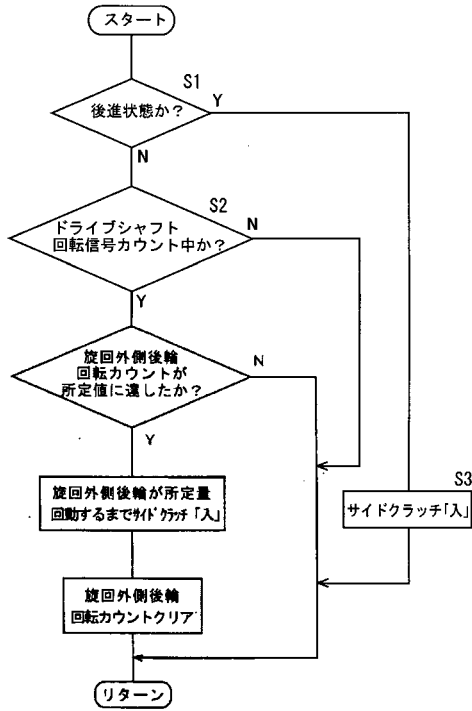 スタート
S1
後進状態か?
Y
N
S2
ドライブシャフト
回転信号カウント中か?
N
Y
旋回外側後輪
回転カウントが
所定値に達したか?
N
Y
旋回外側後輪が所定量
回動するまでサイドクラッチ「入」
S3
サイドクラッチ「入」
旋回外側後輪
回転カウントクリア
リターン